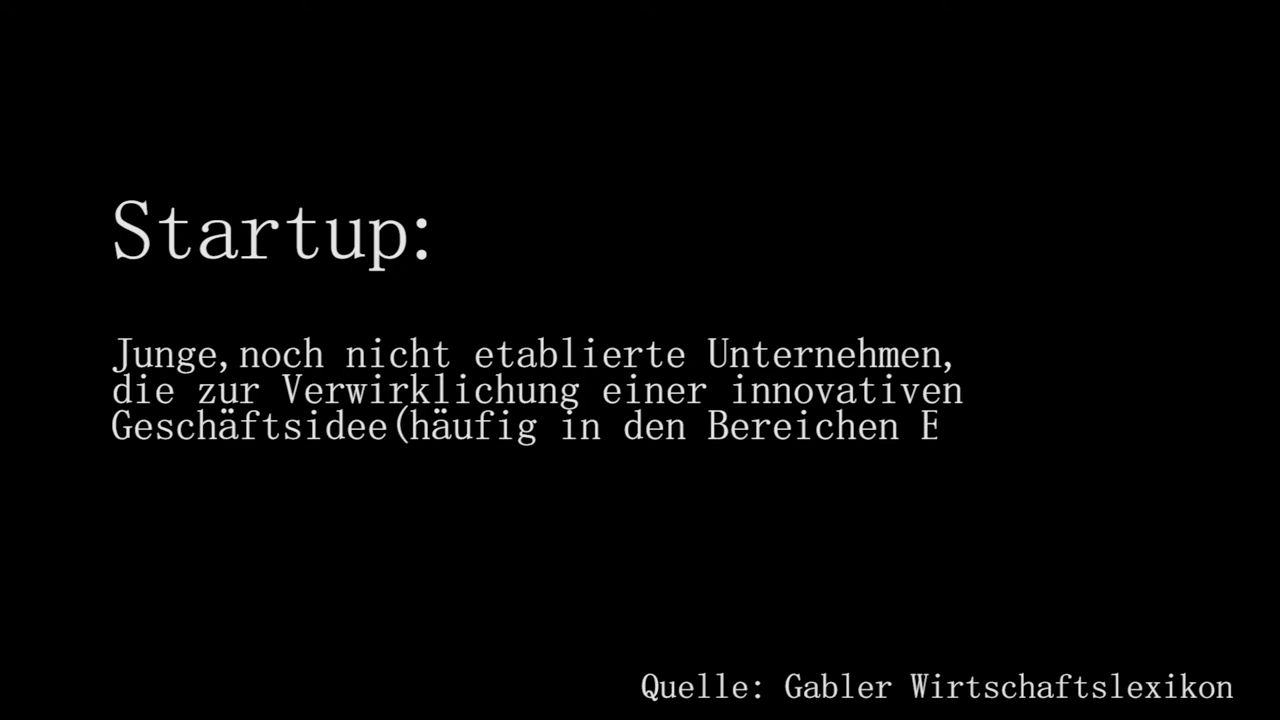 Startup:
Junge,noch nicht etablierte Unternehmen,
die zur Verwirklichung einer innovativen
Geschäftsidee(häufig in den Bereichen E
Quelle: Gabler Wirtschaftslexikon